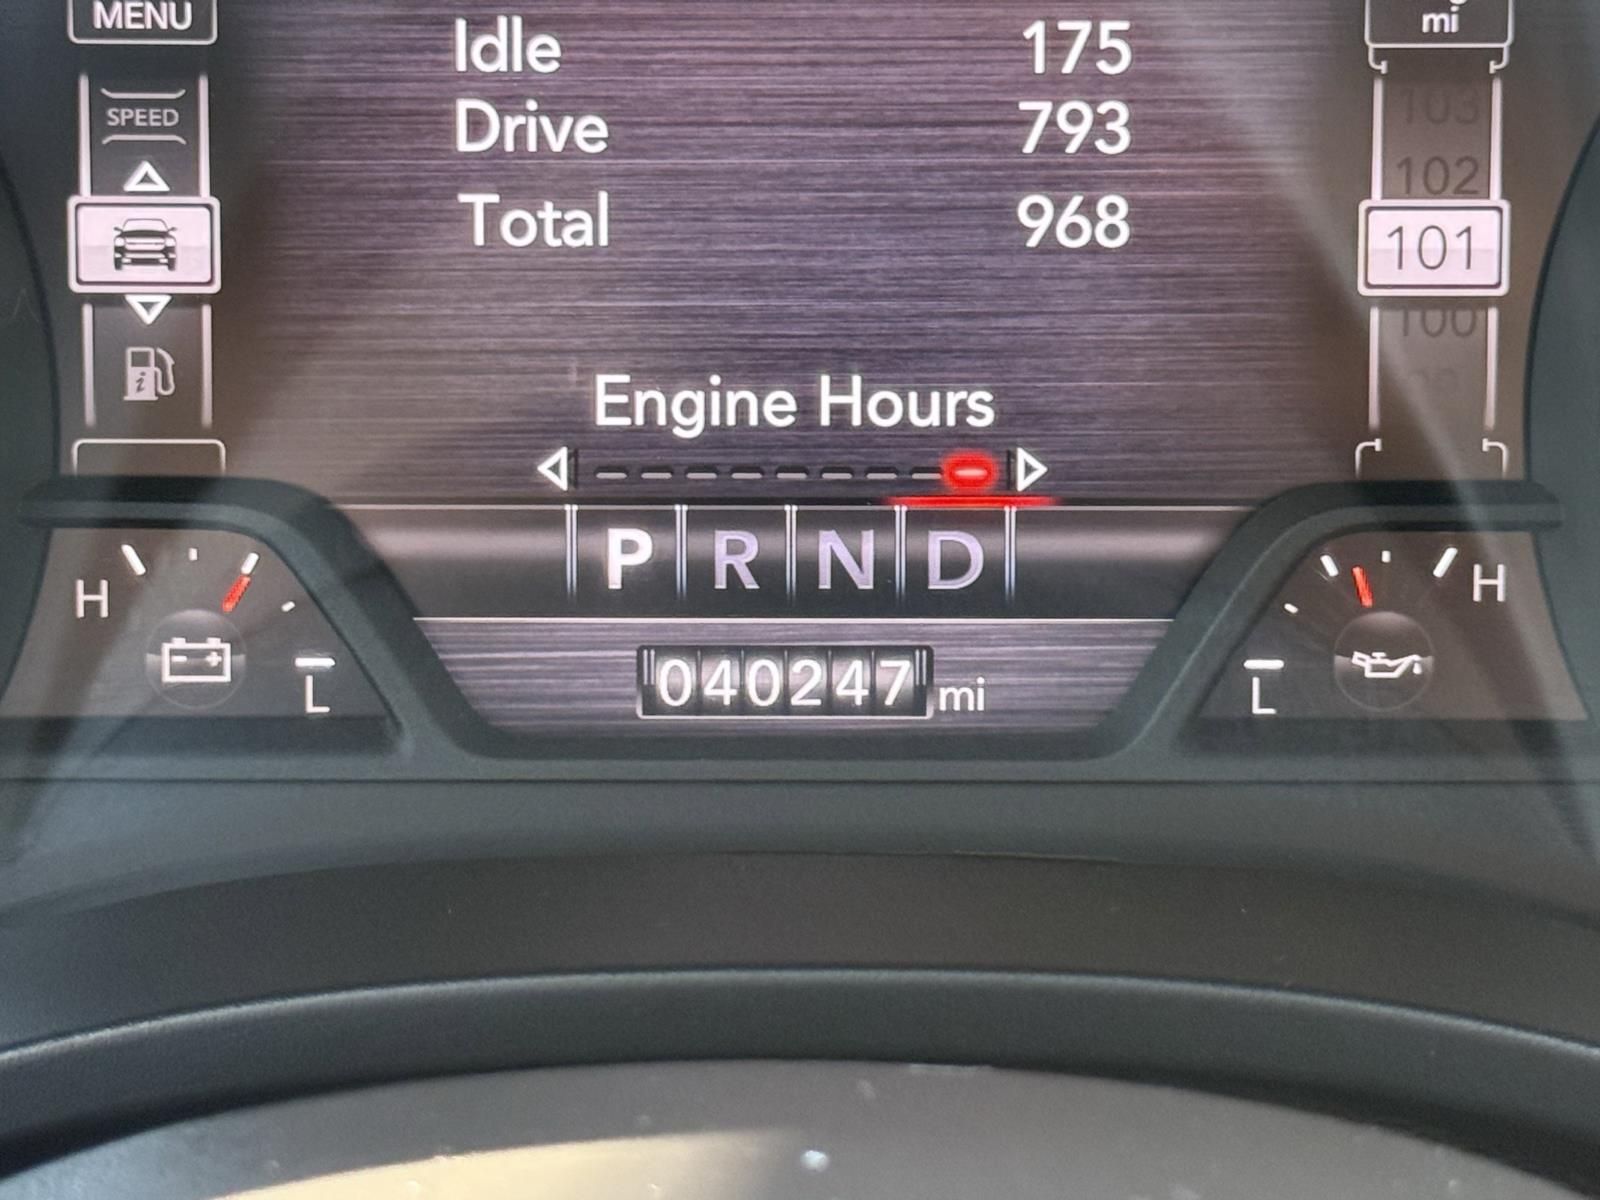 MENU
mi
Idle 175
SPEED
103
Drive 793
102
Total 968
101
100
Engine Hours
P R N D
H
H
L
L
040247 mi